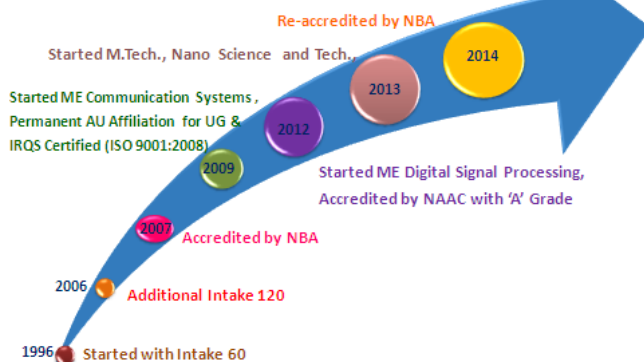 Re-accredited by NBA
2014
Started M.Tech., Nano Science and Tech.,
2013
Started ME Communication Systems ,
Permanent AU Affiliation for UG &
IRQS Certified (ISO 9001:2008)
2012
2009
Started ME Digital Signal Processing,
Accredited by NAAC with ‘A’ Grade
2007
Accredited by NBA
2006
Additional Intake 120
1996
Started with Intake 60